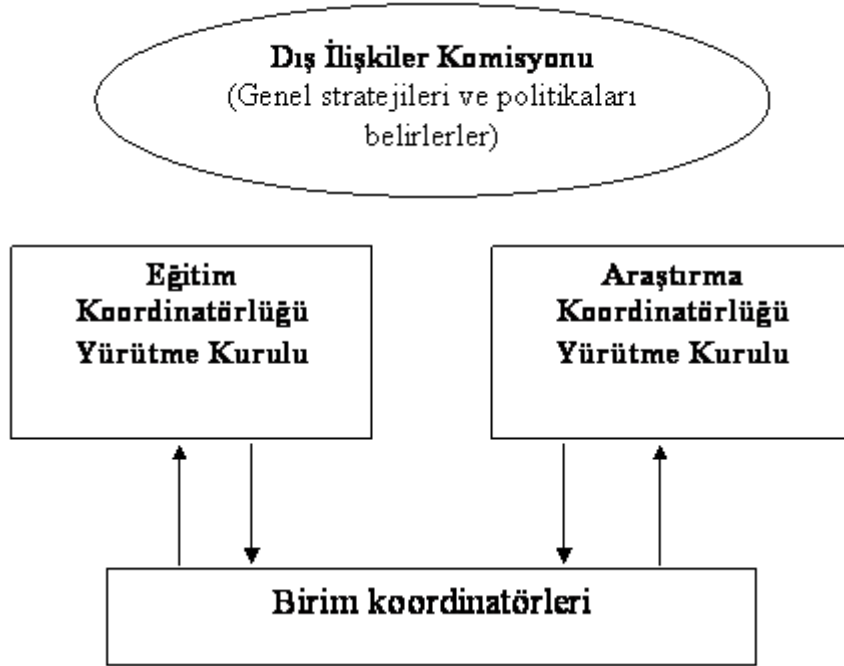 Dış İlişkiler Komisyonu
(Genel stratejileri ve politikaları
belirlerler)
Eğitim
Koordinatörlüğü
Yürütme Kurulu
Araştırma
Koordinatörlüğü
Yürütme Kurulu
Birim koordinatörleri